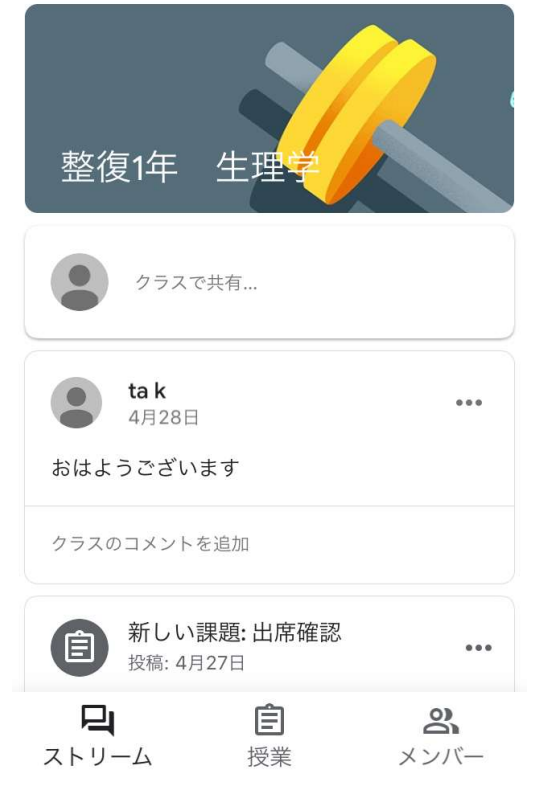 整復1年　生理学
クラスで共有...
ta k
4月28日
おはようございます
クラスのコメントを追加
新しい課題: 出席確認
投稿: 4月27日
ストリーム
授業
メンバー